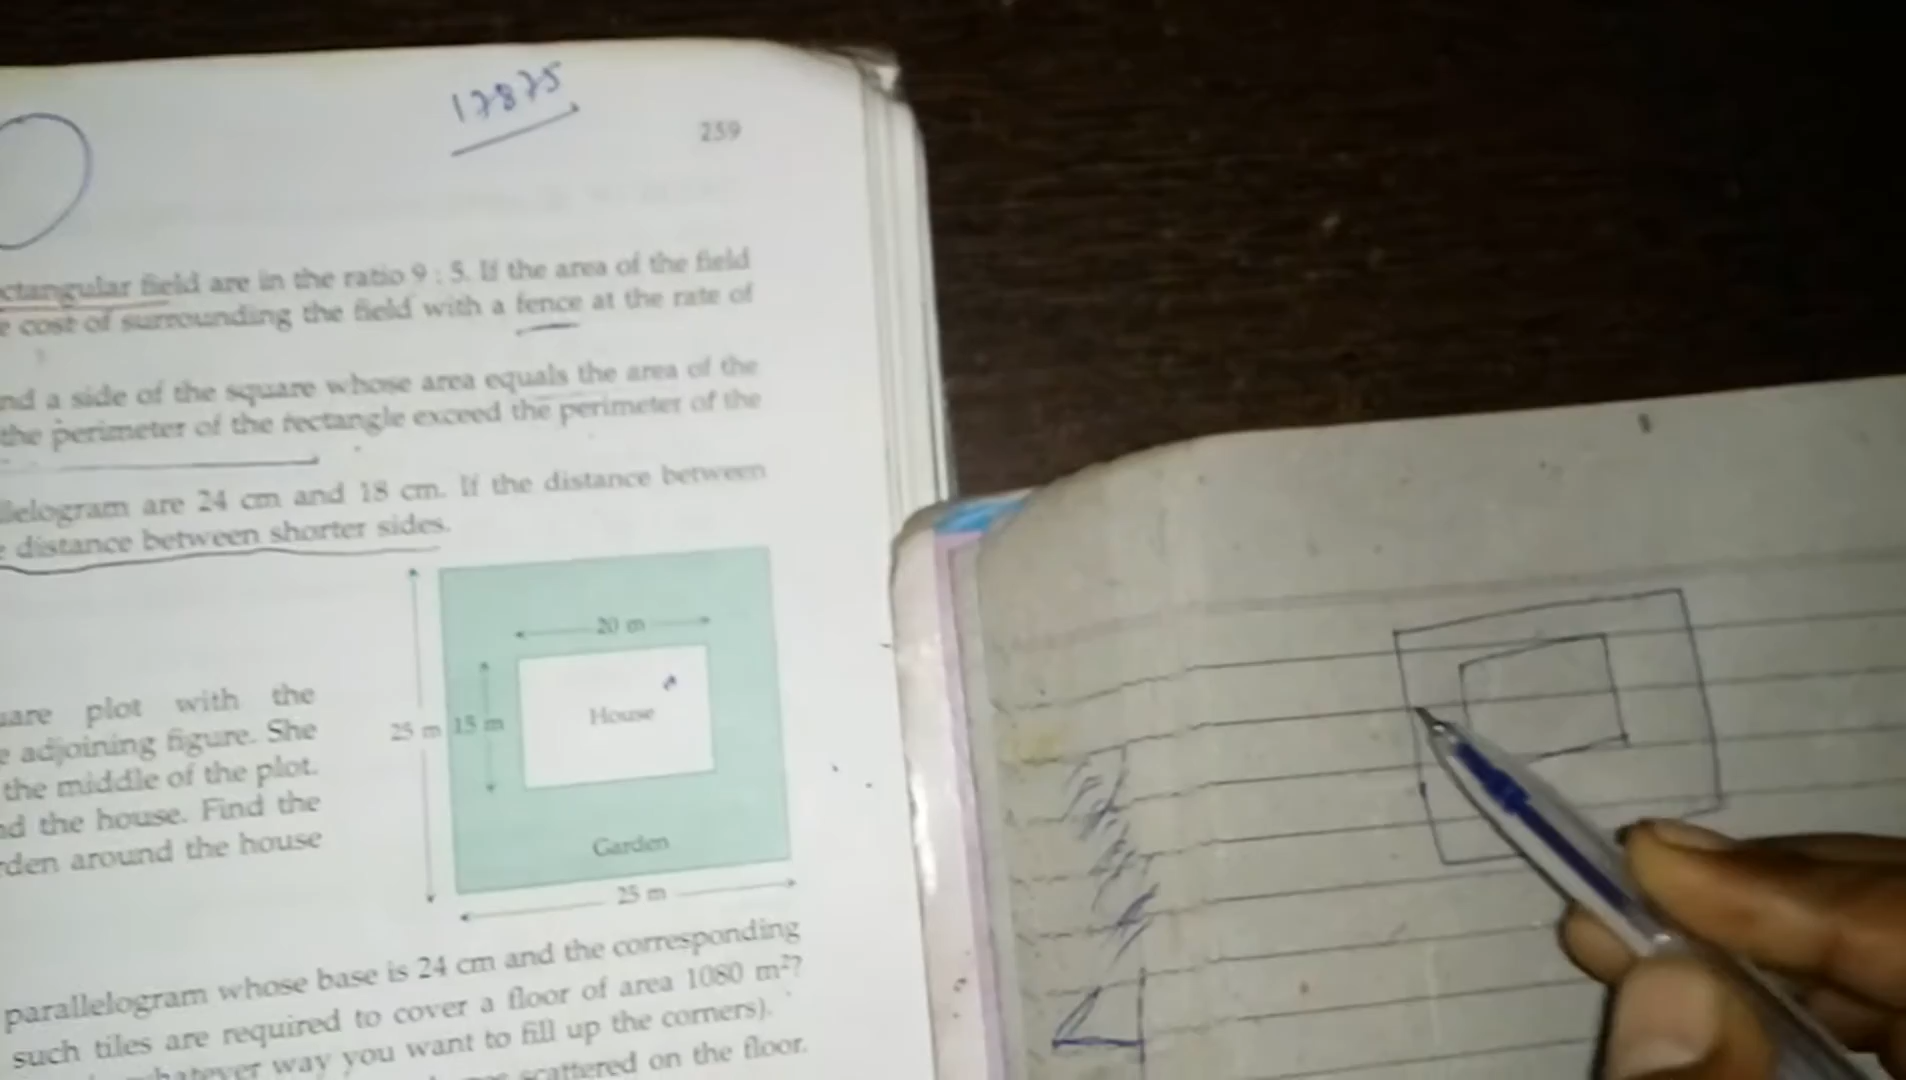 17875
259
ctangular field are in the ratio 9 : 5. If the area of the field
e cost of surrounding the field with a fence at the rate of
nd a side of the square whose area equals the area of the
the perimeter of the rectangle exceed the perimeter of the
llelogram are 24 cm and 18 cm. If the distance between
e distance between shorter sides.
uare plot with the
e adjoining figure. She
the middle of the plot.
nd the house. Find the
rden around the house
20 m
25 m
15 m
House
Garden
25 m
parallelogram whose base is 24 cm and the corresponding
such tiles are required to cover a floor of area 1080 m²?
whatever way you want to fill up the corners).
scattered on the floor.